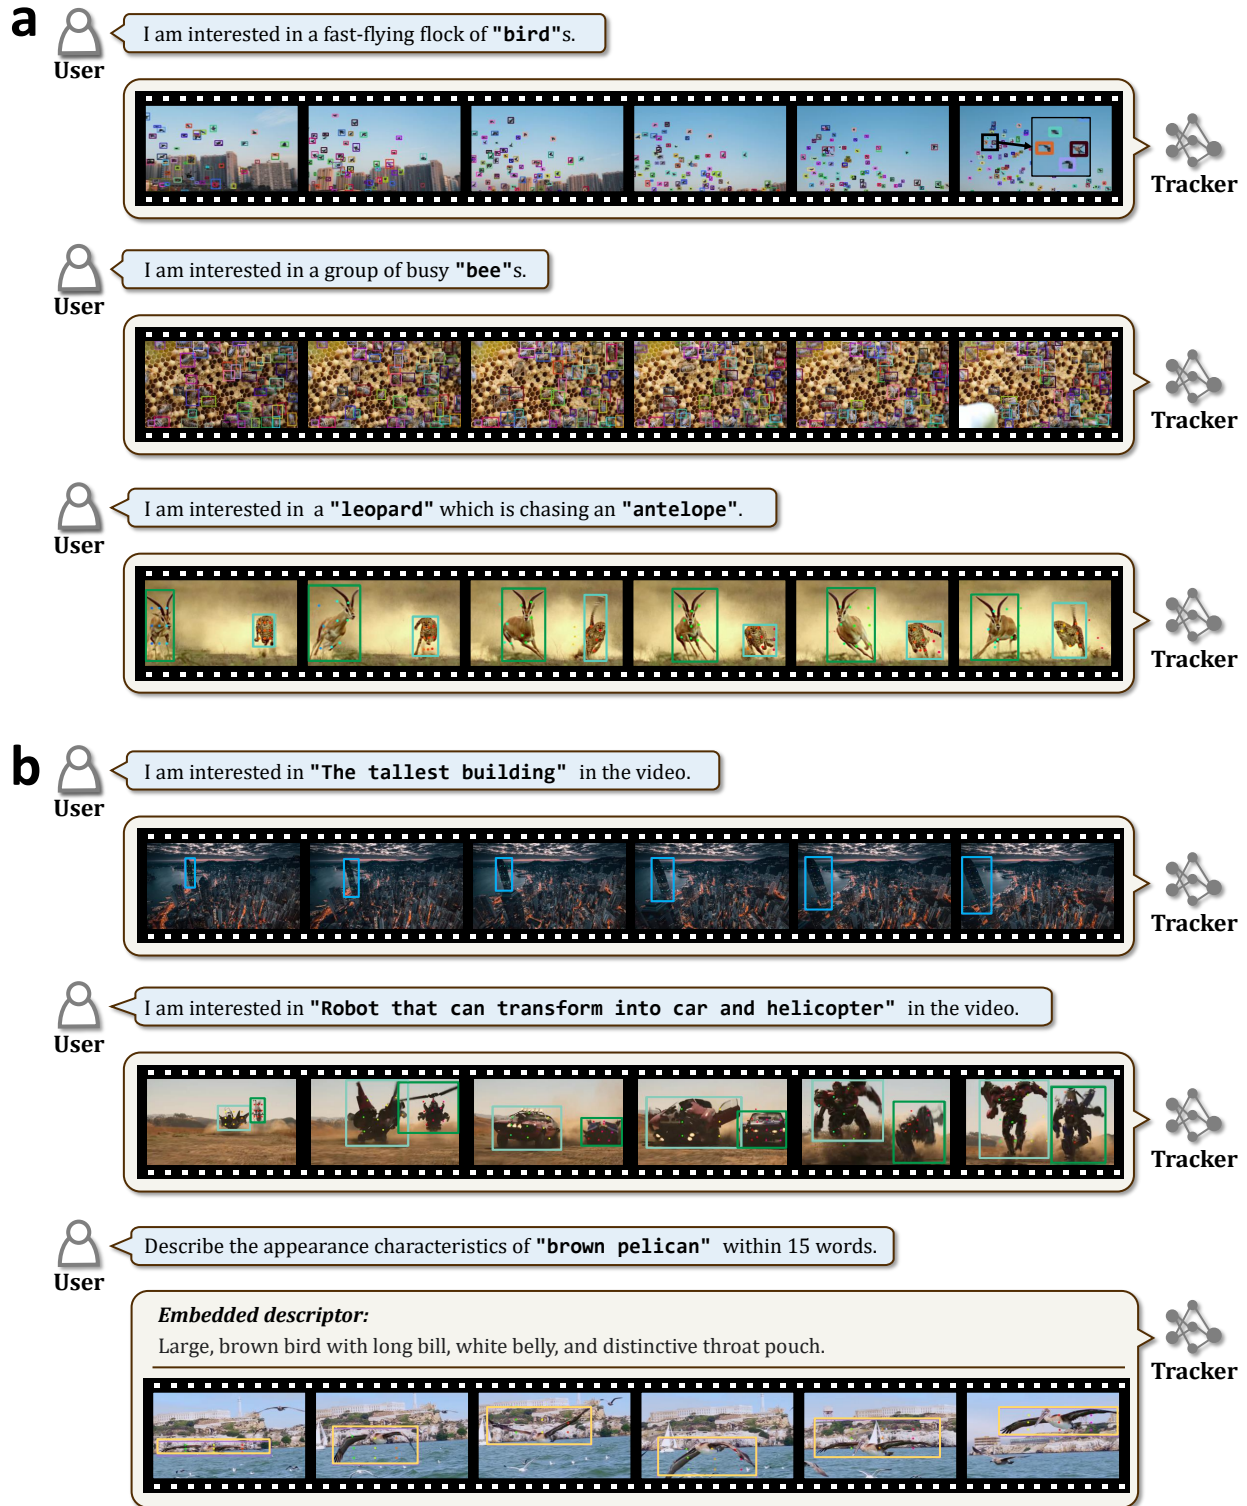 a
I am interested in a fast-flying flock of "bird"s.
User
Tracker
I am interested in a group of busy "bee"s.
User
Tracker
I am interested in a "leopard" which is chasing an "antelope".
User
Tracker
b
I am interested in "The tallest building" in the video.
User
Tracker
I am interested in "Robot that can transform into car and helicopter" in the video.
User
Tracker
Describe the appearance characteristics of "brown pelican" within 15 words.
User
Embedded descriptor:
Large, brown bird with long bill, white belly, and distinctive throat pouch.
Tracker